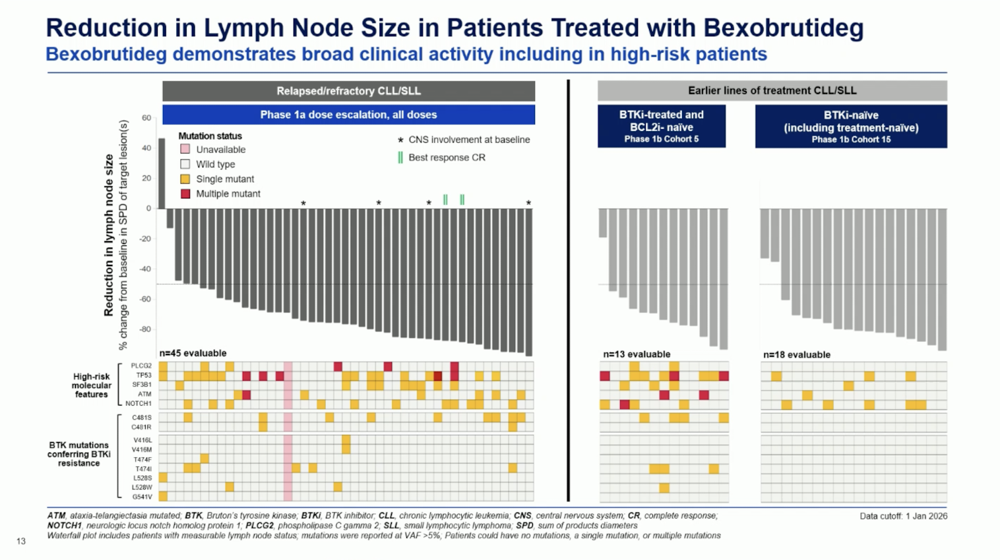 Reduction in Lymph Node Size in Patients Treated with Bexobrutideg
Bexobrutideg demonstrates broad clinical activity including in high-risk patients
Relapsed/refractory CLL/SLL
Phase 1a dose escalation, all doses
Earlier lines of treatment CLL/SLL
BTKi-treated and
BCL2i- naïve
Phase 1b Cohort 5
BTKi-naïve
(including treatment-naïve)
Phase 1b Cohort 15
Reduction in lymph node size
% change from baseline in SPD of target lesion(s)
60
40
20
0
-20
-40
-60
-80
Mutation status
Unavailable
Wild type
Single mutant
Multiple mutant
* CNS involvement at baseline
|| Best response CR
* * * || || *
n=45 evaluable
n=13 evaluable
n=18 evaluable
High-risk
molecular
features
PLCG2
TP53
SF3B1
ATM
NOTCH1
BTK mutations
conferring BTKi
resistance
C481S
C481R
V416L
V416M
T474F
T474I
L528S
L528W
G541V
ATM, ataxia-telangiectasia mutated; BTK, Bruton's tyrosine kinase; BTKi, BTK inhibitor; CLL, chronic lymphocytic leukemia; CNS, central nervous system; CR, complete response;
NOTCH1, neurologic locus notch homolog protein 1; PLCG2, phospholipase C gamma 2; SLL, small lymphocytic lymphoma; SPD, sum of products diameters
Waterfall plot includes patients with measurable lymph node status; mutations were reported at VAF >5%; Patients could have no mutations, a single mutation, or multiple mutations
Data cutoff: 1 Jan 2026
13